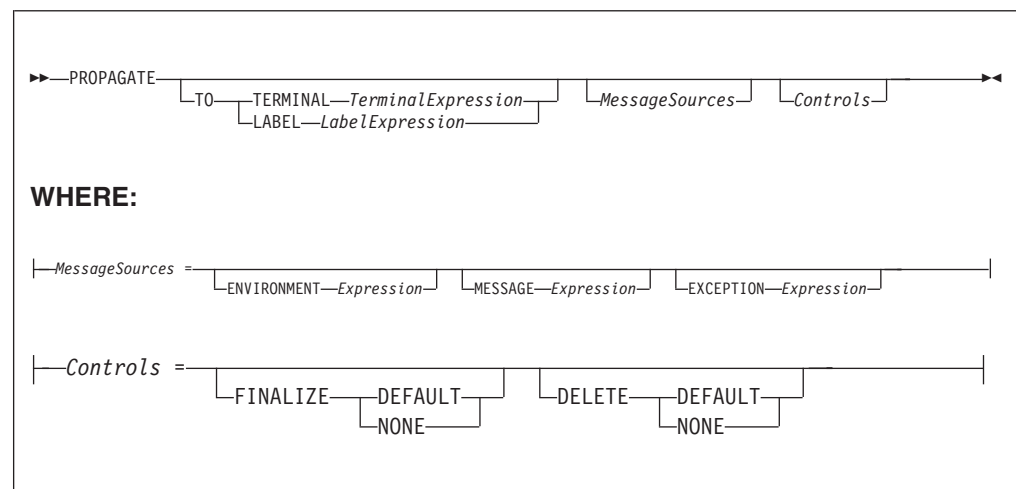 PROPAGATE
TO TERMINAL TerminalExpression MessageSources Controls
LABEL LabelExpression
WHERE:
MessageSources =
ENVIRONMENT Expression MESSAGE Expression EXCEPTION Expression
Controls =
FINALIZE DEFAULT DELETE DEFAULT
NONE NONE